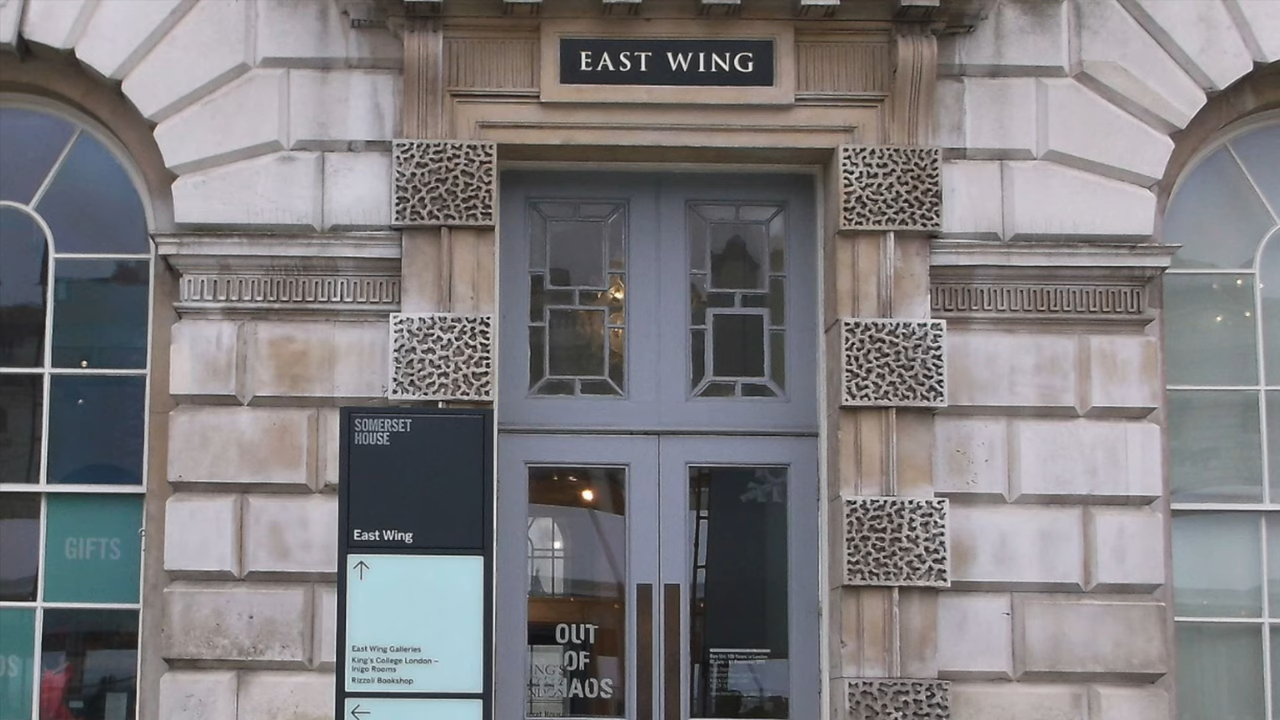 EAST WING
SOMERSET
HOUSE
East Wing
East Wing Galleries
King's College London –
Inigo Rooms
Rizzoli Bookshop
GIFTS
OUT
OF
CHAOS